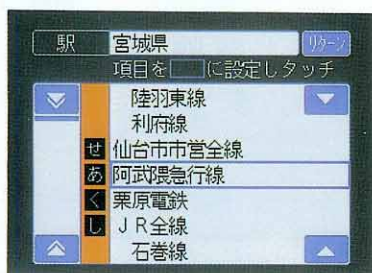 駅 宮城県 リターン
項目を に設定しタッチ
陸羽東線
利府線
せ 仙台市市営全線
あ 阿武隈急行線
く 栗原電鉄
し JR全線
石巻線